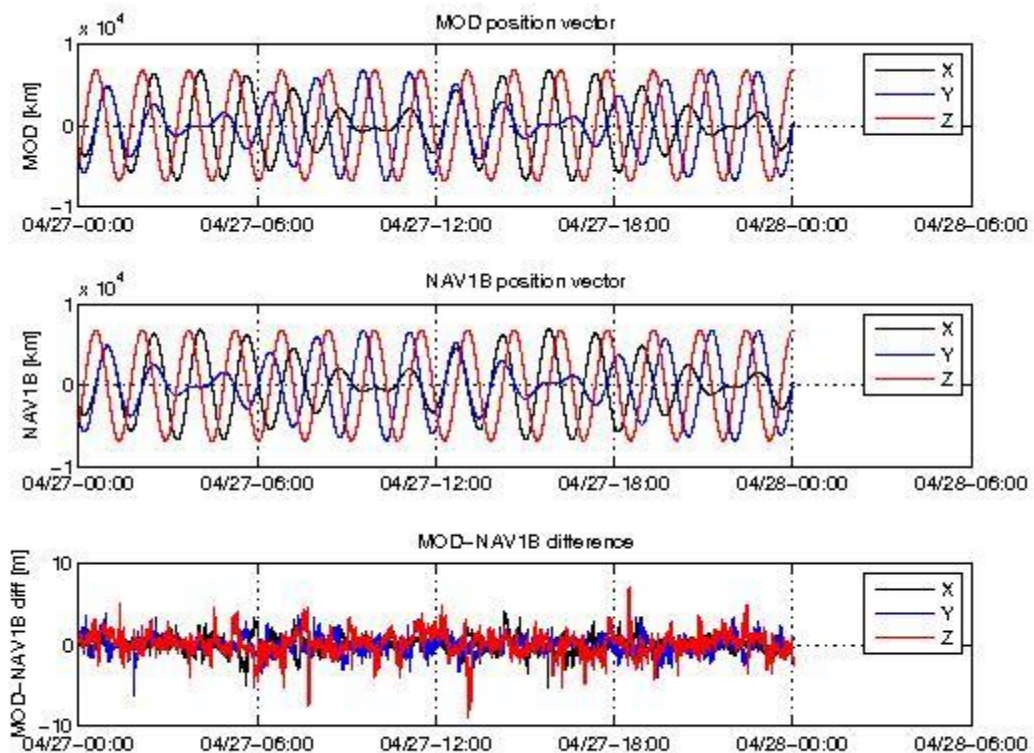 MOD position vector
x 10^4
1
0
−1
MOD [km]
X
Y
Z
04/27−00:00 04/27−06:00 04/27−12:00 04/27−18:00 04/28−00:00 04/28−06:00
NAV1B position vector
x 10^4
1
0
−1
NAV1B [km]
X
Y
Z
04/27−00:00 04/27−06:00 04/27−12:00 04/27−18:00 04/28−00:00 04/28−06:00
MOD−NAV1B difference
10
0
−10
MOD−NAV1B diff [m]
X
Y
Z
04/27−00:00 04/27−06:00 04/27−12:00 04/27−18:00 04/28−00:00 04/28−06:00